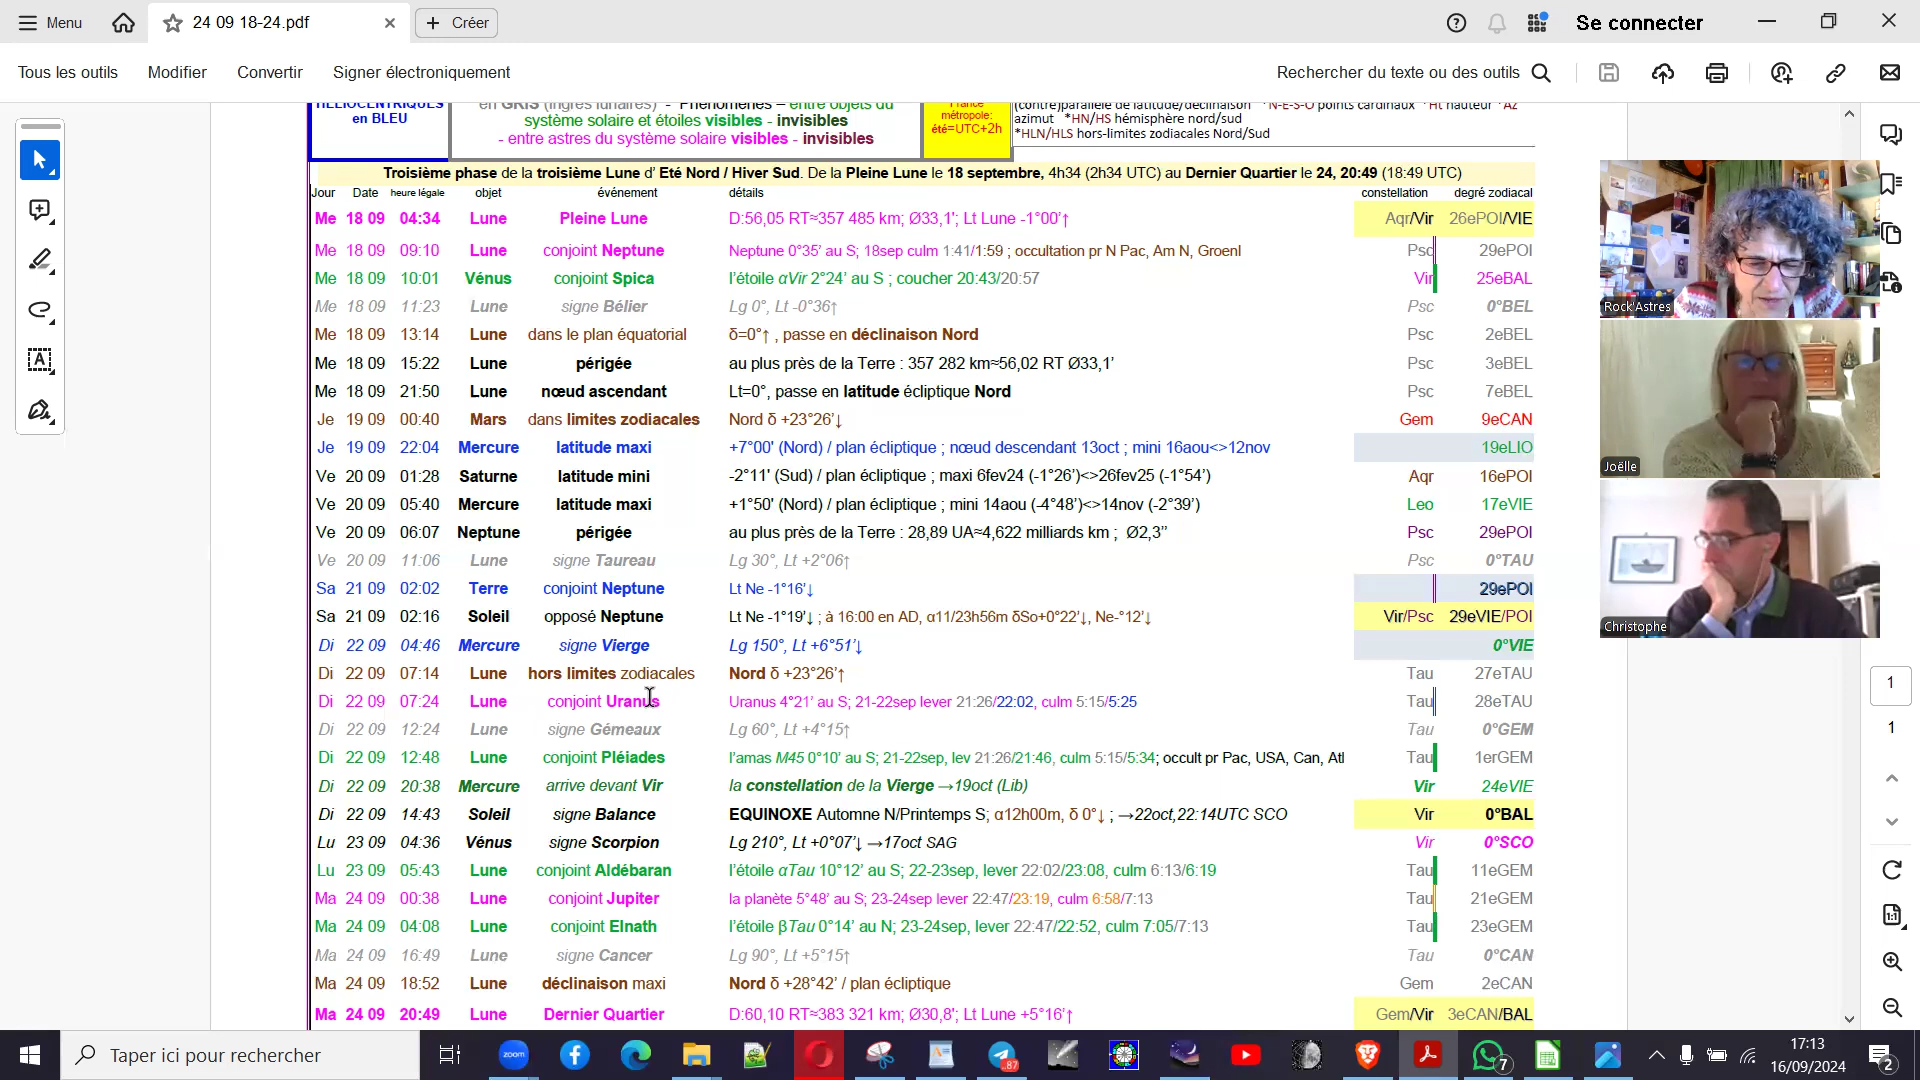 Menu
24 09 18-24.pdf
Créer
Se connecter
Tous les outils Modifier Convertir Signer électroniquement
Rechercher du texte ou des outils
HELIOCENTRIQUES
en BLEU
en GRIS (ingrès lunaires) - Phénomènes – entre objets du
système solaire et étoiles visibles - invisibles
- entre astres du système solaire visibles - invisibles
France
métropole:
été=UTC+2h
(contre)parallèle de latitude/déclinaison *N-E-S-O points cardinaux *Ht hauteur *Az
azimut *HN/HS hémisphère nord/sud
*HLN/HLS hors-limites zodiacales Nord/Sud
Troisième phase de la troisième Lune d' Eté Nord / Hiver Sud. De la Pleine Lune le 18 septembre, 4h34 (2h34 UTC) au Dernier Quartier le 24, 20:49 (18:49 UTC)
Jour Date heure légale objet événement détails constellation degré zodiacal
Me 18 09 04:34 Lune Pleine Lune D:56,05 RT≈357 485 km; Ø33,1'; Lt Lune -1°00'↑ Aqr/Vir 26ePOI/VIE
Me 18 09 09:10 Lune conjoint Neptune Neptune 0°35' au S; 18sep culm 1:41/1:59 ; occultation pr N Pac, Am N, Groenl Psc 29ePOI
Me 18 09 10:01 Vénus conjoint Spica l'étoile αVir 2°24' au S ; coucher 20:43/20:57 Vir 25eBAL
Me 18 09 11:23 Lune signe Bélier Lg 0°, Lt -0°36↑ Psc 0°BEL
Me 18 09 13:14 Lune dans le plan équatorial δ=0°↑ , passe en déclinaison Nord Psc 2eBEL
Me 18 09 15:22 Lune périgée au plus près de la Terre : 357 282 km≈56,02 RT Ø33,1' Psc 3eBEL
Me 18 09 21:50 Lune nœud ascendant Lt=0°, passe en latitude écliptique Nord Psc 7eBEL
Je 19 09 00:40 Mars dans limites zodiacales Nord δ +23°26'↓ Gem 9eCAN
Je 19 09 22:04 Mercure latitude maxi +7°00' (Nord) / plan écliptique ; nœud descendant 13oct ; mini 16aou<>12nov 19eLIO
Ve 20 09 01:28 Saturne latitude mini -2°11' (Sud) / plan écliptique ; maxi 6fev24 (-1°26')<>26fev25 (-1°54') Aqr 16ePOI
Ve 20 09 05:40 Mercure latitude maxi +1°50' (Nord) / plan écliptique ; mini 14aou (-4°48')<>14nov (-2°39') Leo 17eVIE
Ve 20 09 06:07 Neptune périgée au plus près de la Terre : 28,89 UA≈4,622 milliards km ; Ø2,3'' Psc 29ePOI
Ve 20 09 11:06 Lune signe Taureau Lg 30°, Lt +2°06↑ Psc 0°TAU
Sa 21 09 02:02 Terre conjoint Neptune Lt Ne -1°16'↓ 29ePOI
Sa 21 09 02:16 Soleil opposé Neptune Lt Ne -1°19'↓ ; à 16:00 en AD, α11/23h56m δSo+0°22'↓, Ne-°12'↓ Vir/Psc 29eVIE/POI
Di 22 09 04:46 Mercure signe Vierge Lg 150°, Lt +6°51'↓ 0°VIE
Di 22 09 07:14 Lune hors limites zodiacales Nord δ +23°26'↑ Tau 27eTAU
Di 22 09 07:24 Lune conjoint Uranus Uranus 4°21' au S; 21-22sep lever 21:26/22:02, culm 5:15/5:25 Tau 28eTAU
Di 22 09 12:24 Lune signe Gémeaux Lg 60°, Lt +4°15↑ Tau 0°GEM
Di 22 09 12:48 Lune conjoint Pléiades l'amas M45 0°10' au S; 21-22sep, lev 21:26/21:46, culm 5:15/5:34; occult pr Pac, USA, Can, Atl Tau 1erGEM
Di 22 09 20:38 Mercure arrive devant Vir la constellation de la Vierge →19oct (Lib) Vir 24eVIE
Di 22 09 14:43 Soleil signe Balance EQUINOXE Automne N/Printemps S; α12h00m, δ 0°↓ ; →22oct,22:14UTC SCO Vir 0°BAL
Lu 23 09 04:36 Vénus signe Scorpion Lg 210°, Lt +0°07'↓ →17oct SAG Vir 0°SCO
Lu 23 09 05:43 Lune conjoint Aldébaran l'étoile αTau 10°12' au S; 22-23sep, lever 22:02/23:08, culm 6:13/6:19 Tau 11eGEM
Ma 24 09 00:38 Lune conjoint Jupiter la planète 5°48' au S; 23-24sep lever 22:47/23:19, culm 6:58/7:13 Tau 21eGEM
Ma 24 09 04:08 Lune conjoint Elnath l'étoile βTau 0°14' au N; 23-24sep, lever 22:47/22:52, culm 7:05/7:13 Tau 23eGEM
Ma 24 09 16:49 Lune signe Cancer Lg 90°, Lt +5°15↑ Tau 0°CAN
Ma 24 09 18:52 Lune déclinaison maxi Nord δ +28°42' / plan écliptique Gem 2eCAN
Ma 24 09 20:49 Lune Dernier Quartier D:60,10 RT≈383 321 km; Ø30,8'; Lt Lune +5°16'↑ Gem/Vir 3eCAN/BAL
Rock'Astres
Joëlle
Christophe
1
1
Taper ici pour rechercher
zoom
87
7
17:13
16/09/2024
2